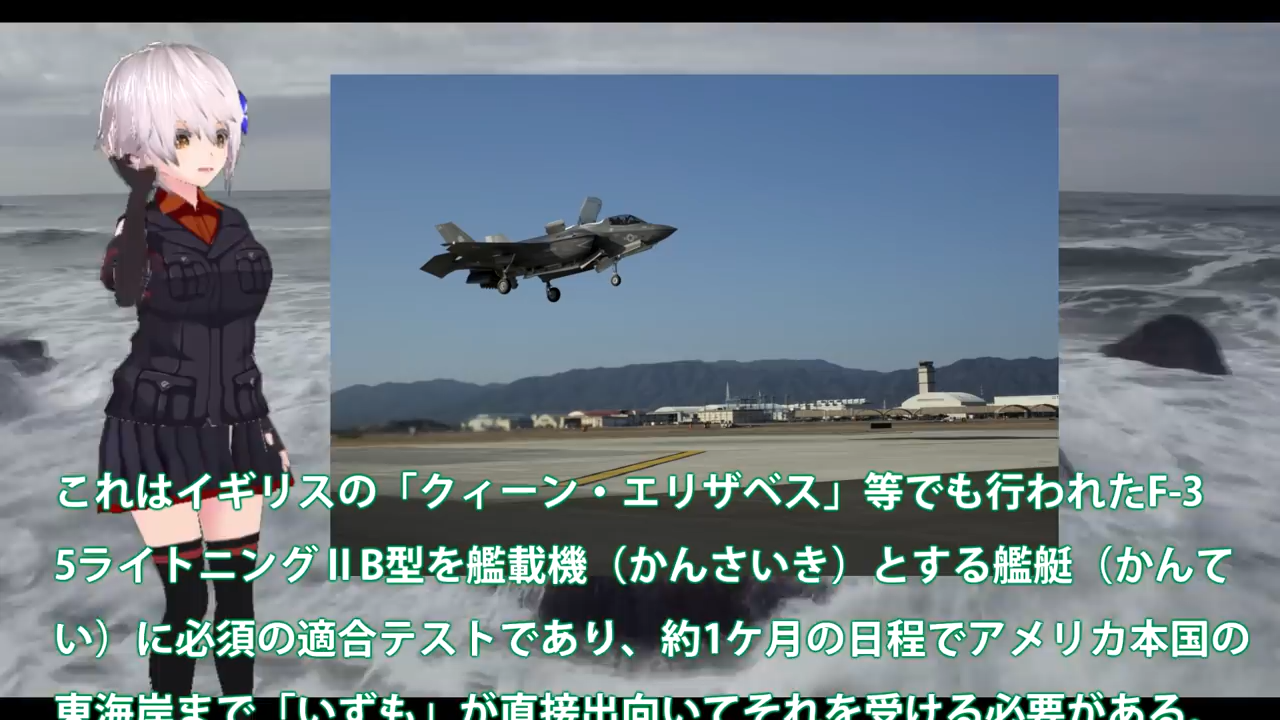 これはイギリスの「クィーン・エリザベス」等でも行われたF-3
5ライトニングⅡB型を艦載機（かんさいき）とする艦艇（かんて
い）に必須の適合テストであり、約1ケ月の日程でアメリカ本国の
東海岸まで「いずも」が直接出向いてそれを受ける必要がある。